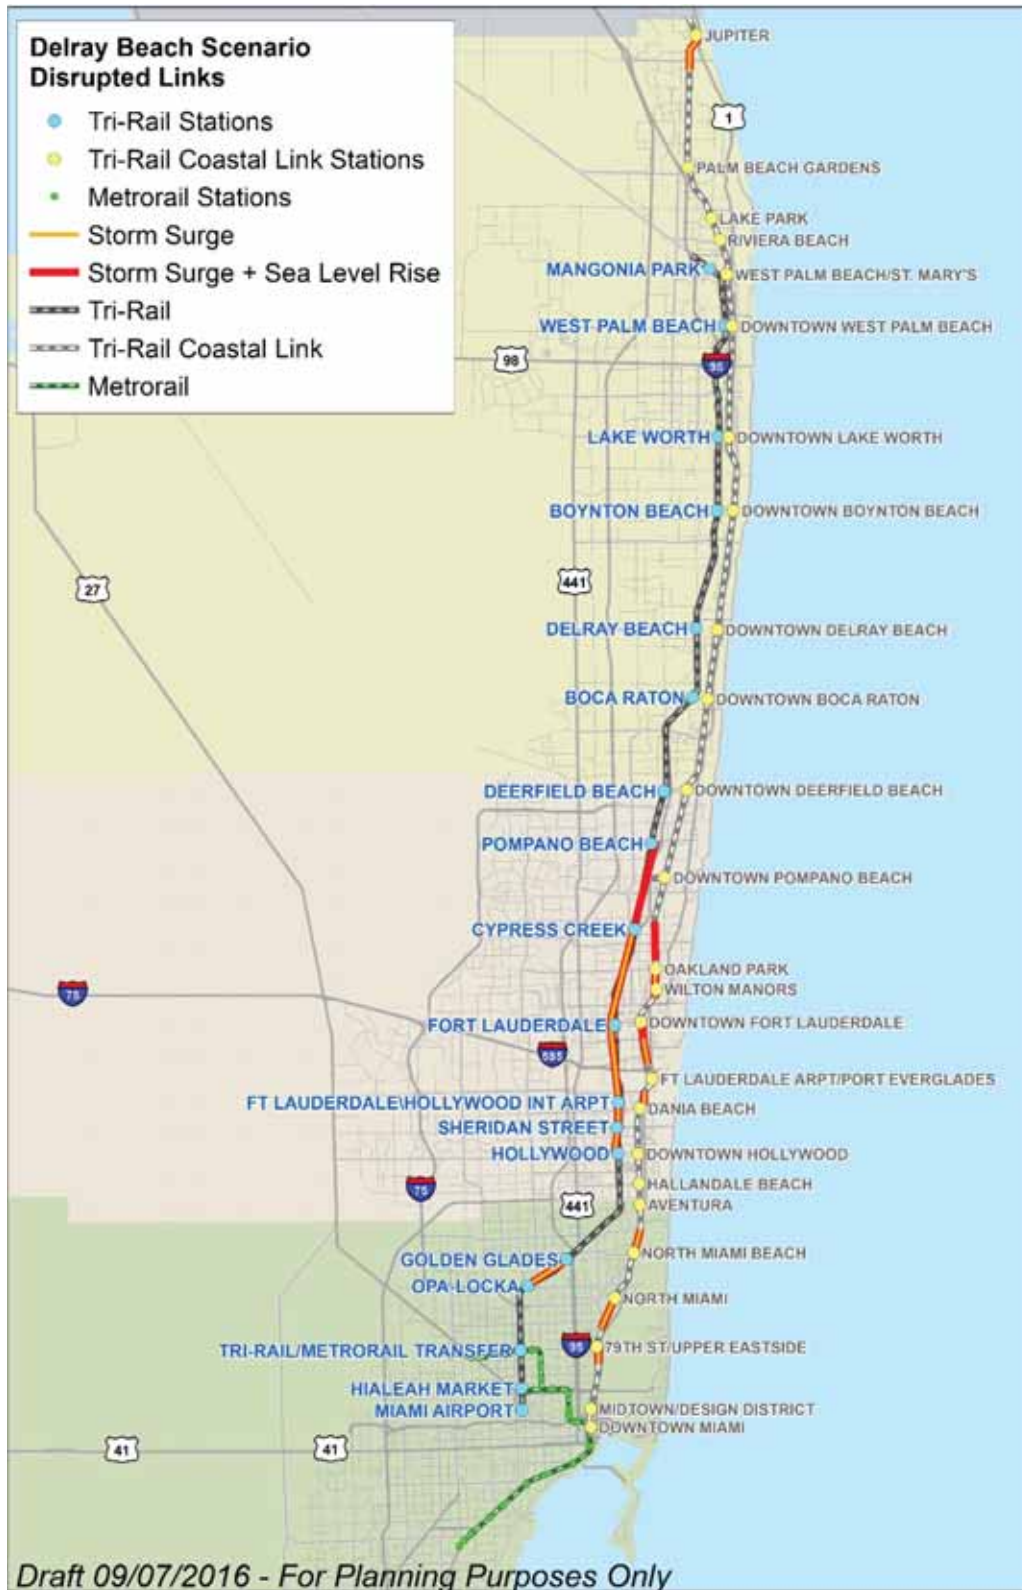 Delray Beach Scenario
Disrupted Links
Tri-Rail Stations
Tri-Rail Coastal Link Stations
Metrorail Stations
Storm Surge
Storm Surge + Sea Level Rise
Tri-Rail
Tri-Rail Coastal Link
Metrorail
JUPITER
1
PALM BEACH GARDENS
LAKE PARK
RIVIERA BEACH
MANGONIA PARK
WEST PALM BEACH/ST. MARY'S
WEST PALM BEACH
DOWNTOWN WEST PALM BEACH
98
95
LAKE WORTH
DOWNTOWN LAKE WORTH
BOYNTON BEACH
DOWNTOWN BOYNTON BEACH
441
27
DELRAY BEACH
DOWNTOWN DELRAY BEACH
BOCA RATON
DOWNTOWN BOCA RATON
DEERFIELD BEACH
DOWNTOWN DEERFIELD BEACH
POMPANO BEACH
DOWNTOWN POMPANO BEACH
CYPRESS CREEK
OAKLAND PARK
75
WILTON MANORS
FORT LAUDERDALE
DOWNTOWN FORT LAUDERDALE
595
FT LAUDERDALE ARPT/PORT EVERGLADES
FT LAUDERDALE\HOLLYWOOD INT ARPT
DANIA BEACH
SHERIDAN STREET
HOLLYWOOD
DOWNTOWN HOLLYWOOD
75
HALLANDALE BEACH
441
AVENTURA
NORTH MIAMI BEACH
GOLDEN GLADES
OPA-LOCKA
NORTH MIAMI
95
79TH ST/UPPER EASTSIDE
TRI-RAIL/METRORAIL TRANSFER
HIALEAH MARKET
MIAMI AIRPORT
MIDTOWN/DESIGN DISTRICT
DOWNTOWN MIAMI
41
41
Draft 09/07/2016 - For Planning Purposes Only